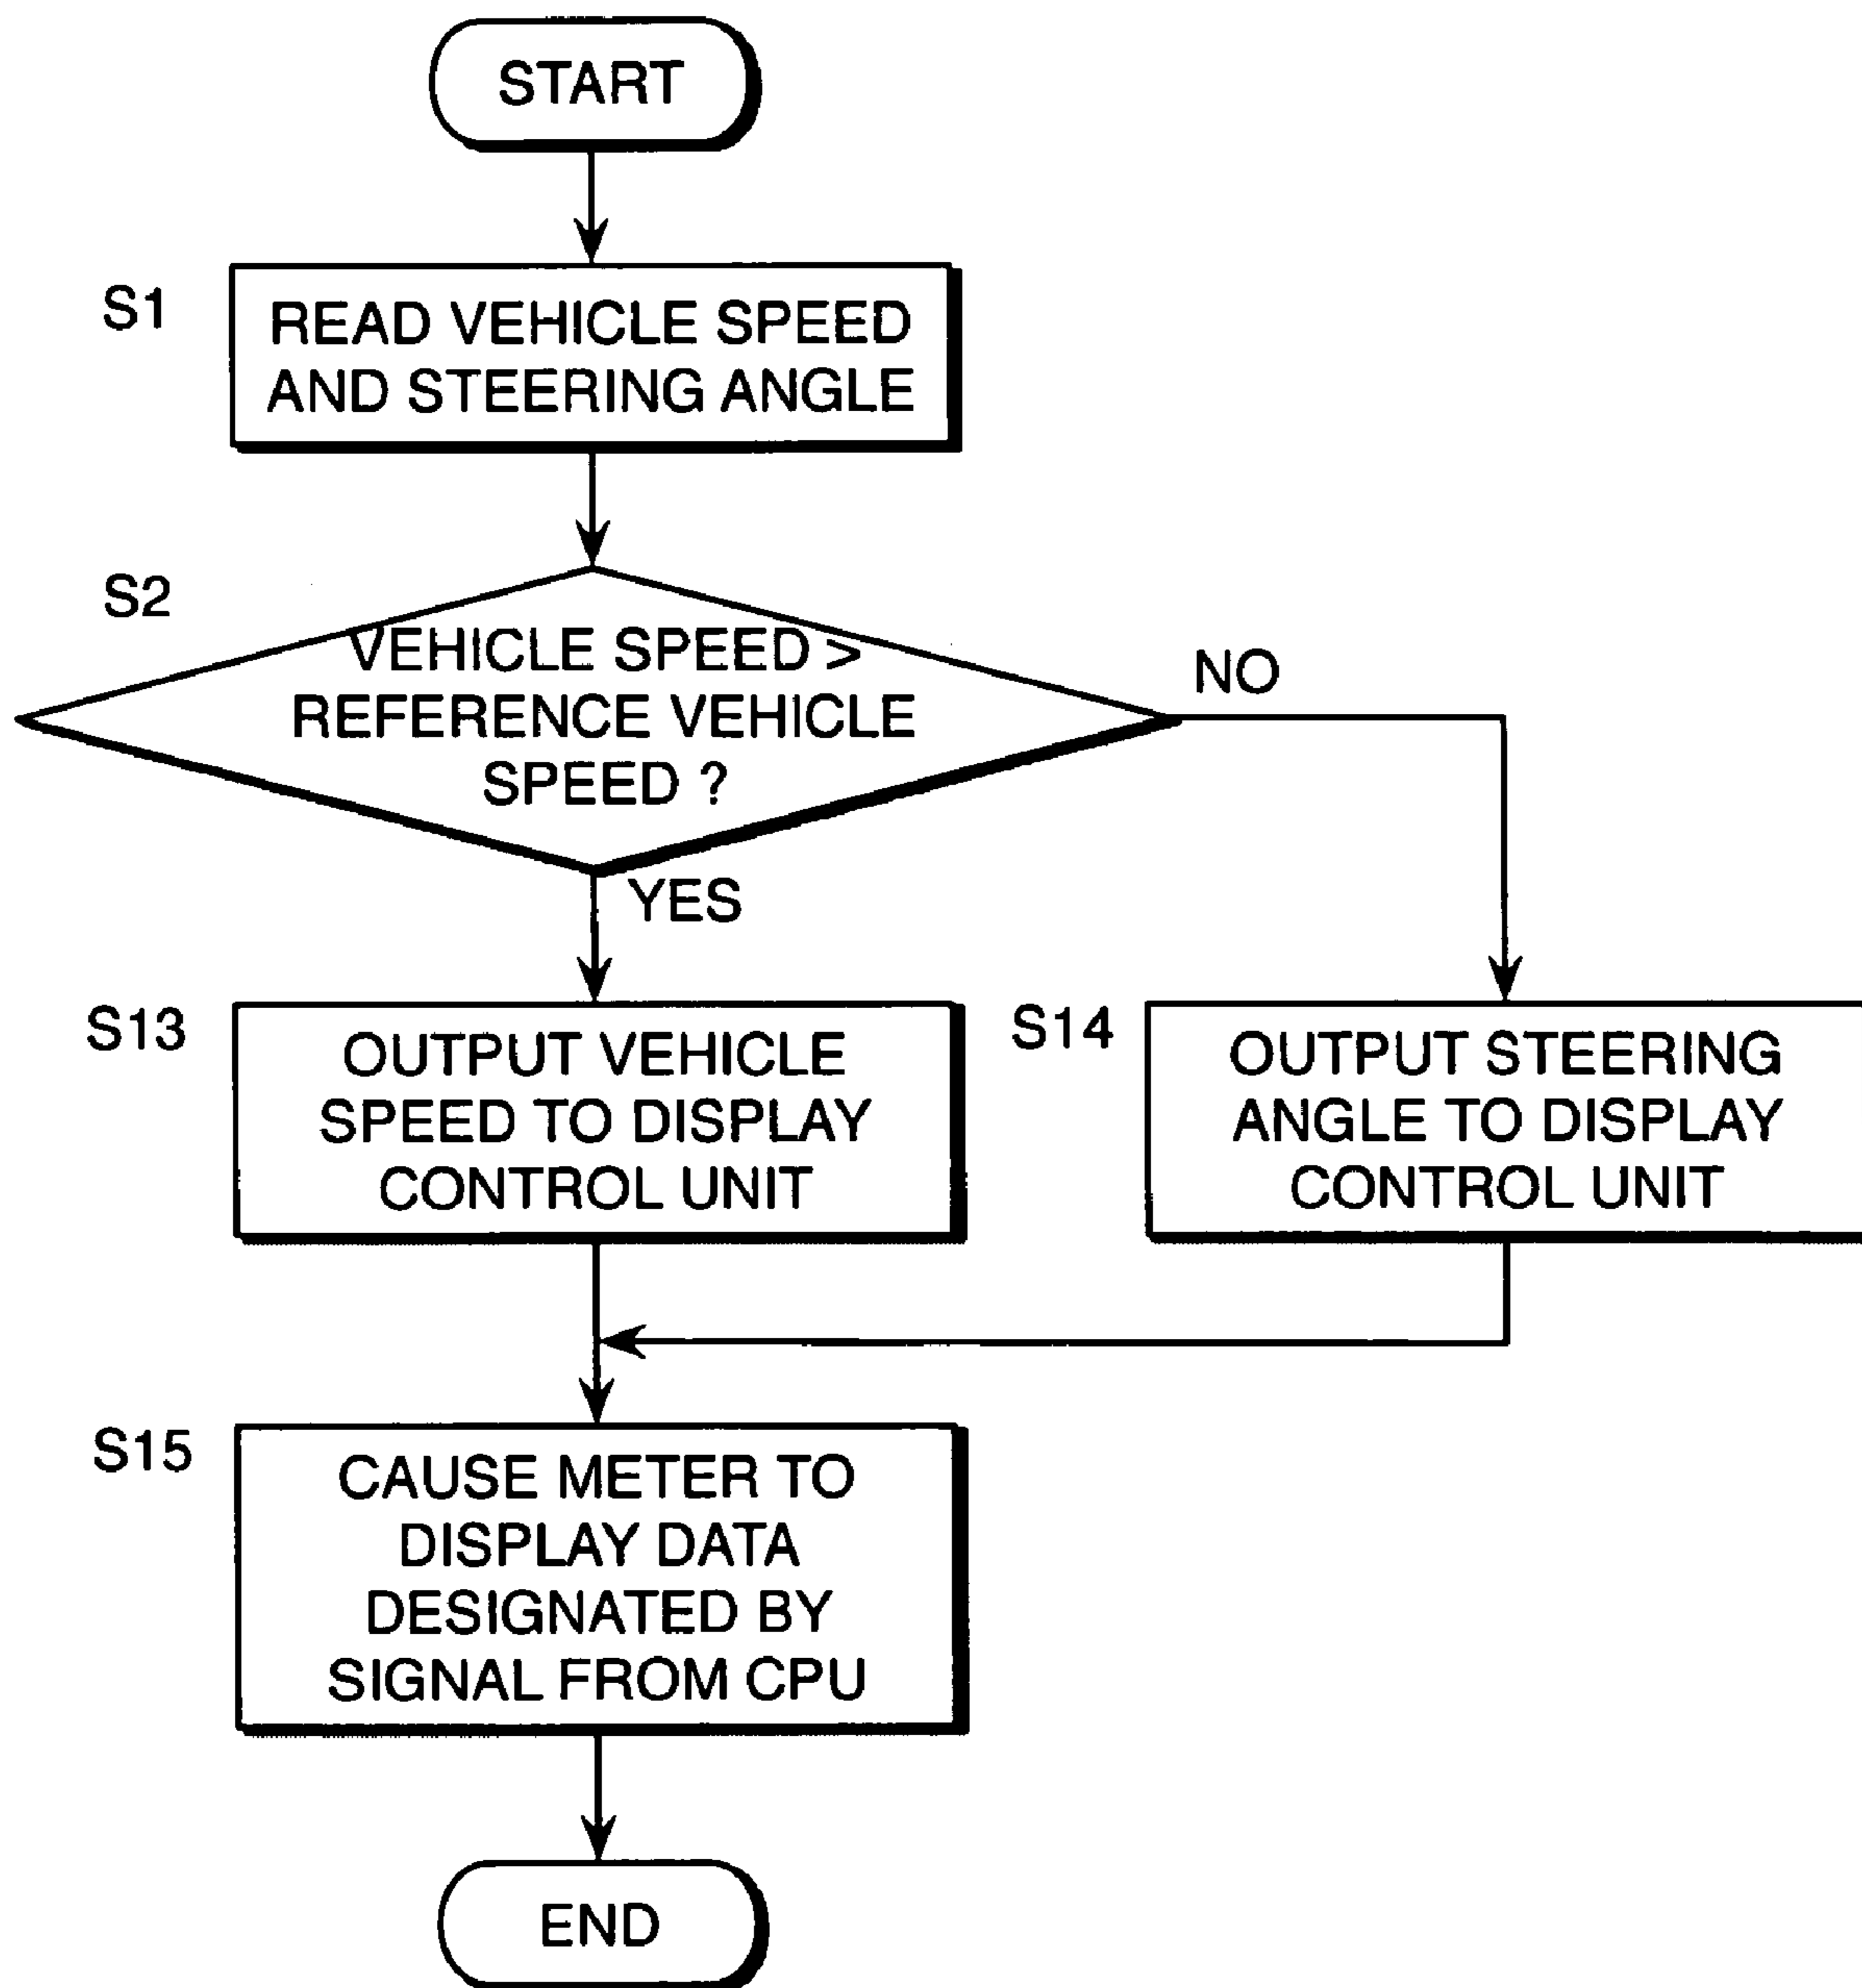 START
S1
READ VEHICLE SPEED
AND STEERING ANGLE
S2
VEHICLE SPEED >
REFERENCE VEHICLE
SPEED ?
NO
YES
S13
OUTPUT VEHICLE
SPEED TO DISPLAY
CONTROL UNIT
S14
OUTPUT STEERING
ANGLE TO DISPLAY
CONTROL UNIT
S15
CAUSE METER TO
DISPLAY DATA
DESIGNATED BY
SIGNAL FROM CPU
END